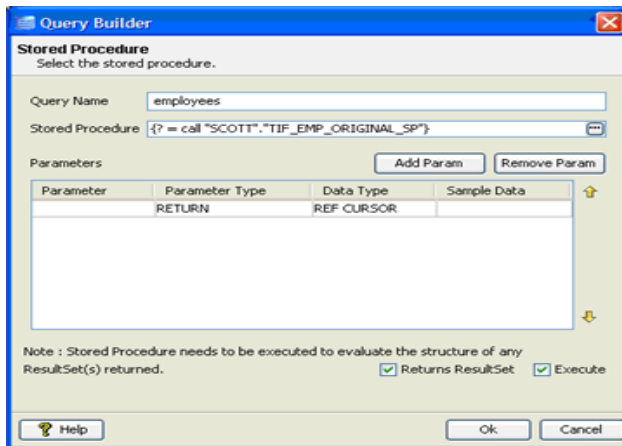 Query Builder
Stored Procedure
Select the stored procedure.
Query Name employees
Stored Procedure {? = call "SCOTT"."TIF_EMP_ORIGINAL_SP"}
Parameters Add Param Remove Param
Parameter Parameter Type Data Type Sample Data
RETURN REF CURSOR
Note : Stored Procedure needs to be executed to evaluate the structure of any
ResultSet(s) returned. Returns ResultSet Execute
Help Ok Cancel